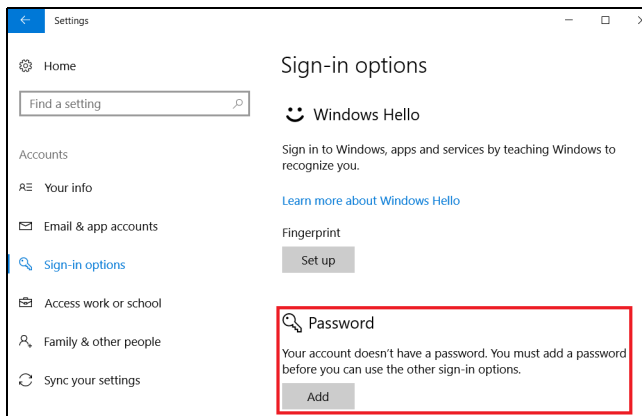 Settings
Home
Find a setting
Accounts
Your info
Email & app accounts
Sign-in options
Access work or school
Family & other people
Sync your settings
Sign-in options
Windows Hello
Sign in to Windows, apps and services by teaching Windows to
recognize you.
Learn more about Windows Hello
Fingerprint
Set up
Password
Your account doesn't have a password. You must add a password
before you can use the other sign-in options.
Add